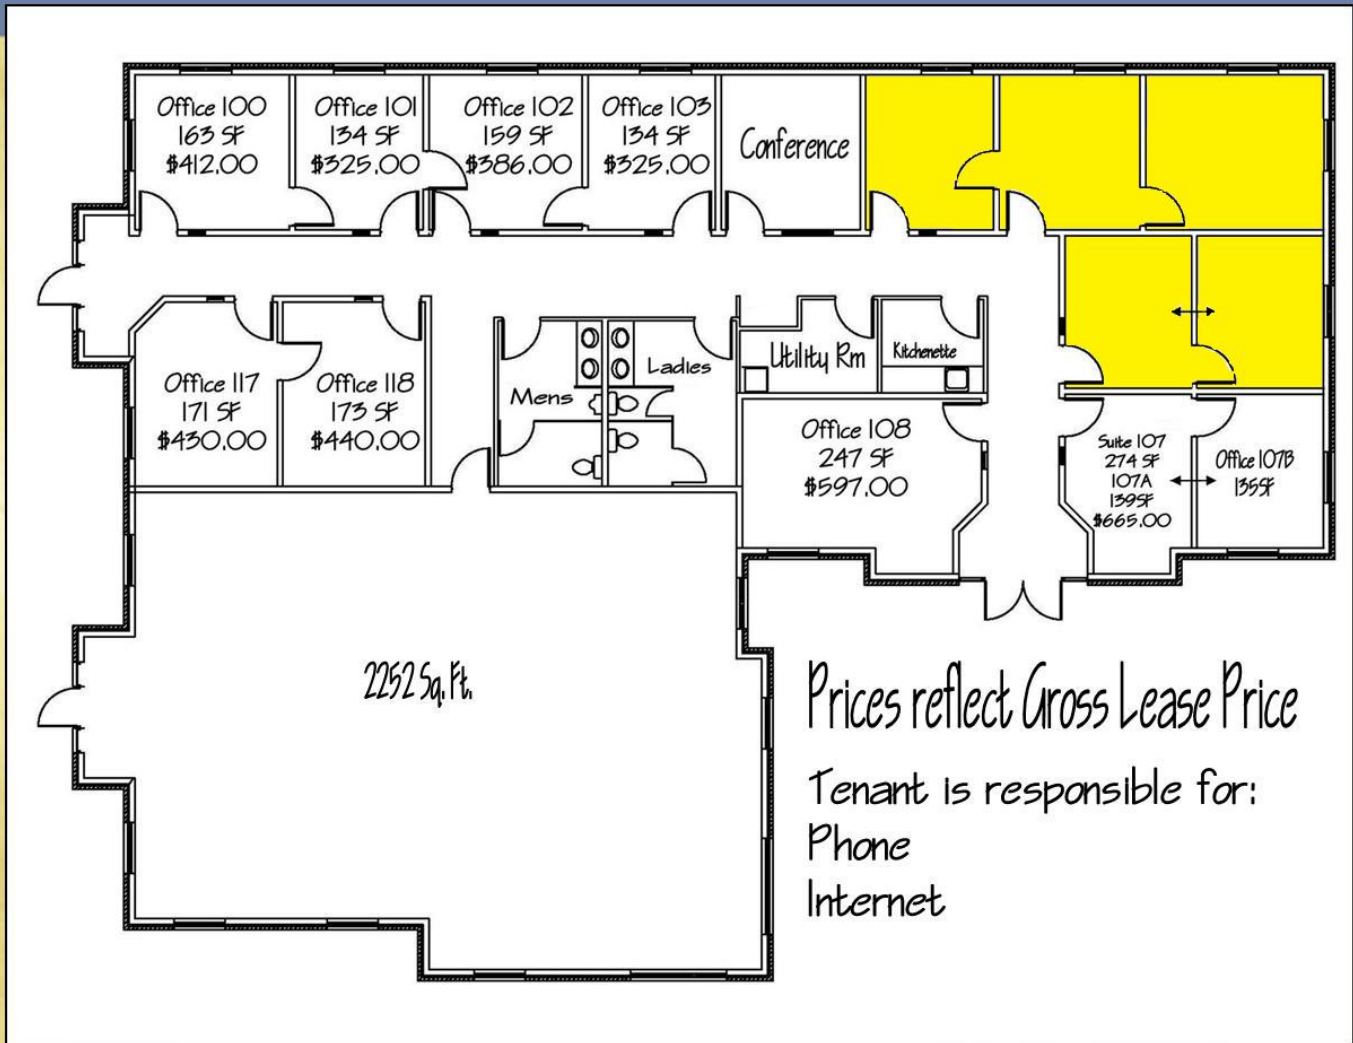 Office 100
163 SF
$412.00
Office 101
134 SF
$325.00
Office 102
159 SF
$386.00
Office 103
134 SF
$325.00
Conference
Office 117
171 SF
$430.00
Office 118
173 SF
$440.00
Mens
Ladies
Utility Rm
Kitchenette
Office 108
247 SF
$597.00
Suite 107
274 SF
107A
139SF
$665.00
Office 107B
135SF
2252 Sq. Ft.
Prices reflect Gross Lease Price
Tenant is responsible for:
Phone
Internet